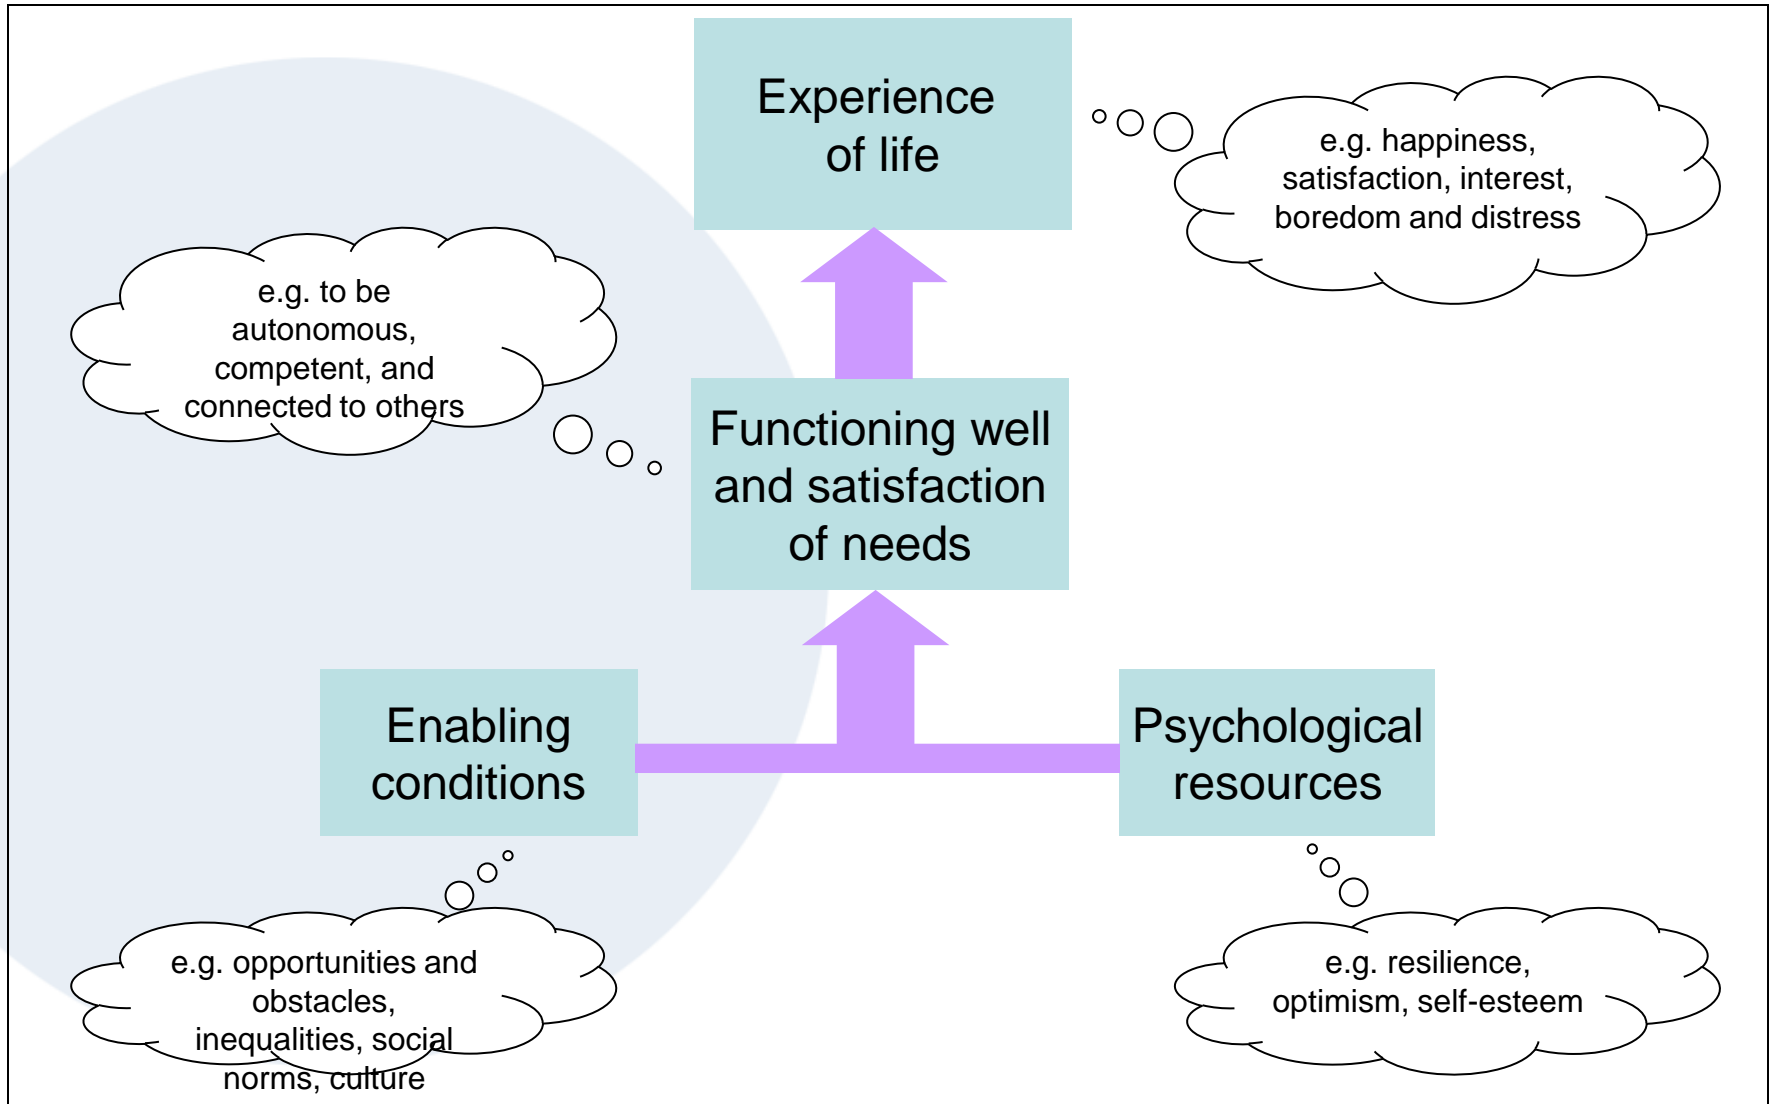 Experience
of life
e.g. happiness,
satisfaction, interest,
boredom and distress
e.g. to be
autonomous,
competent, and
connected to others
Functioning well
and satisfaction
of needs
Enabling
conditions
Psychological
resources
e.g. opportunities and
obstacles,
inequalities, social
norms, culture
e.g. resilience,
optimism, self-esteem